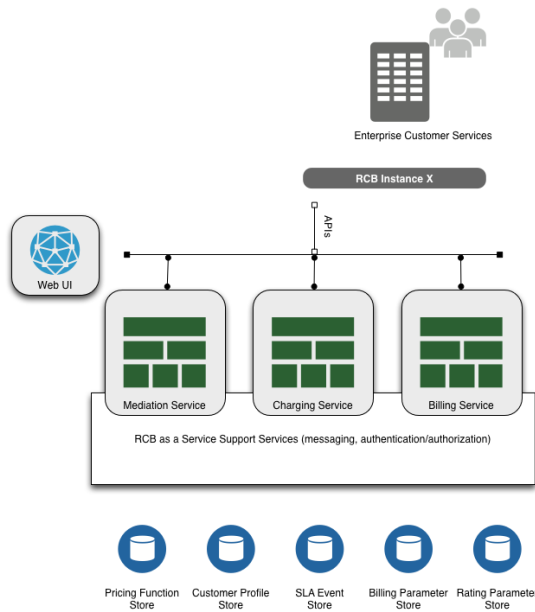 Enterprise Customer Services
RCB Instance X
APIs
Web UI
Mediation Service
Charging Service
Billing Service
RCB as a Service Support Services (messaging, authentication/authorization)
Pricing Function
Store
Customer Profile
Store
SLA Event
Store
Billing Parameter
Store
Rating Parameter
Store